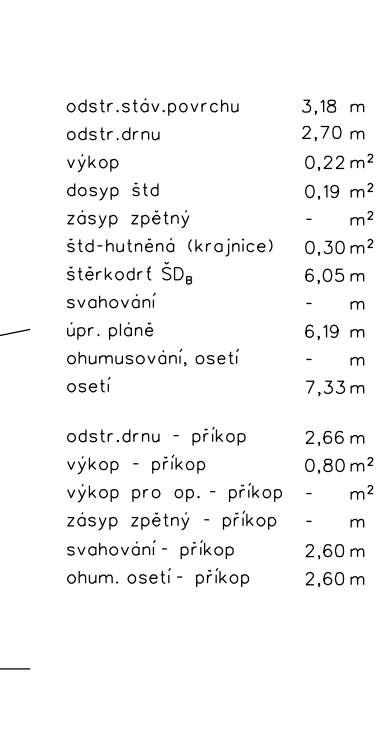 odstr.stáv.povrchu 3,18 m
odstr.drnu 2,70 m
výkop 0,22 m²
dosyp štd 0,19 m²
zásyp zpětný - m²
štd-hutněná (krajnice) 0,30 m²
štěrkodrť ŠD_B 6,05 m
svahování - m
úpr. pláně 6,19 m
ohumusování, osetí - m
osetí 7,33 m
odstr.drnu - příkop 2,66 m
výkop - příkop 0,80 m²
výkop pro op. - příkop - m²
zásyp zpětný - příkop - m
svahování - příkop 2,60 m
ohum. osetí - příkop 2,60 m